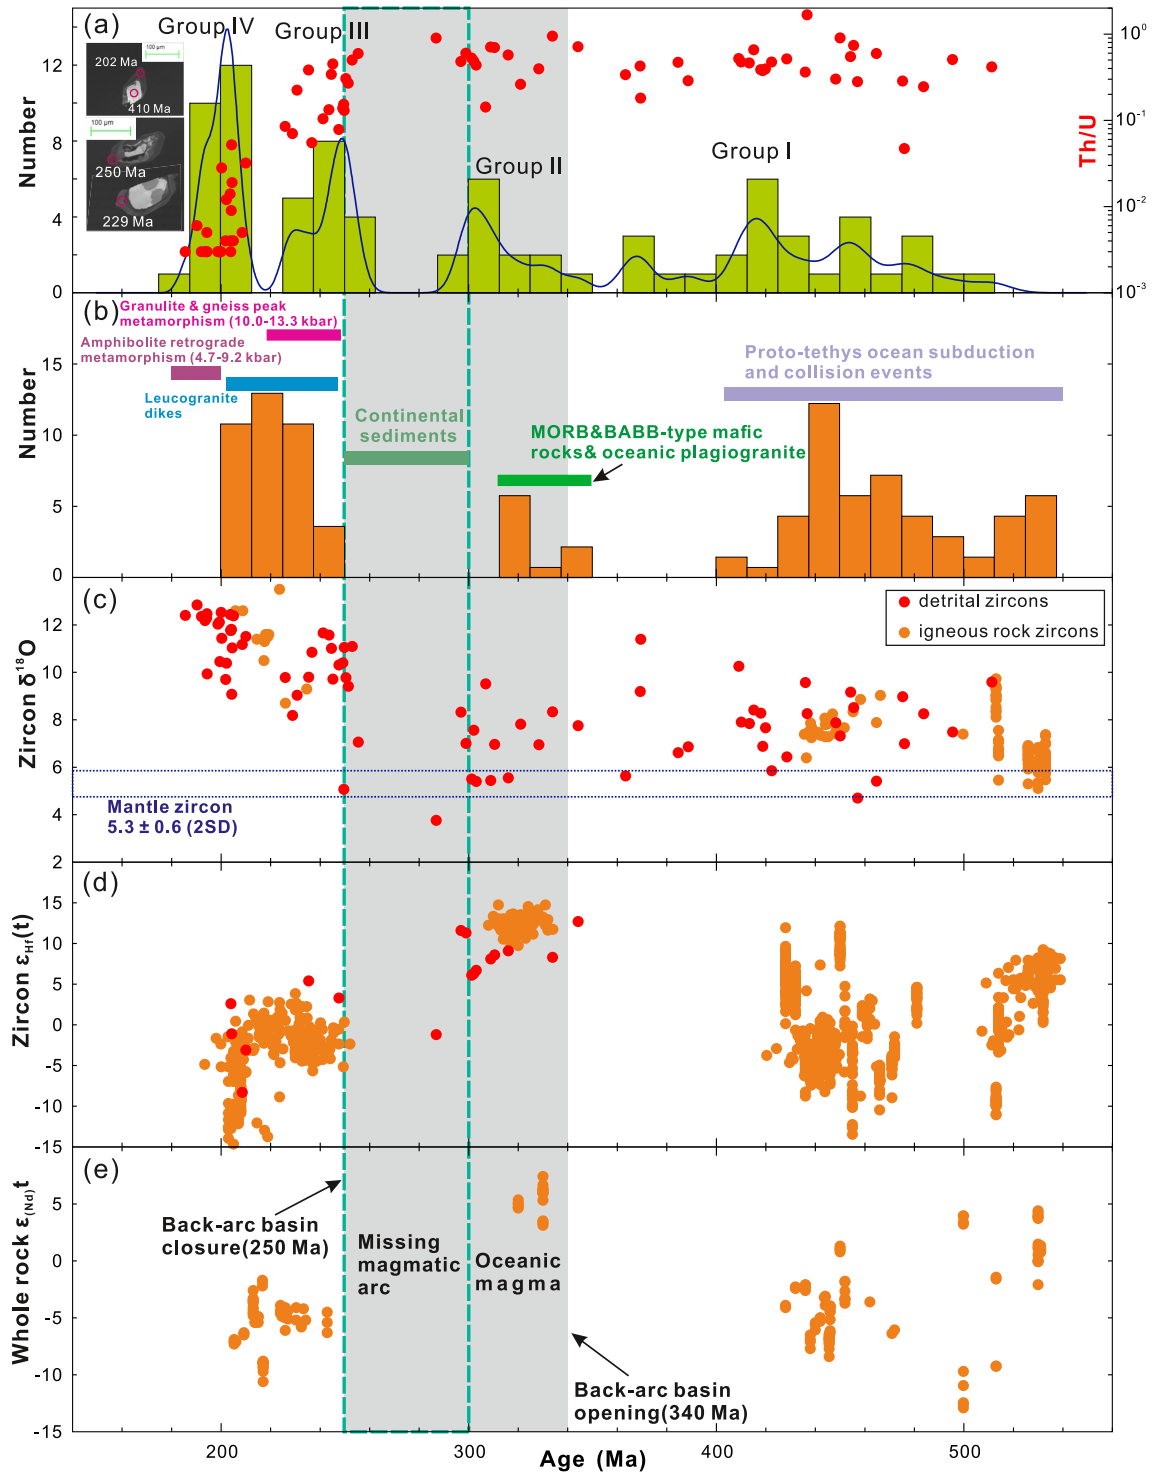 (a)
Group IV
Group III
Group II
Group I
100 μm
202 Ma
410 Ma
100 μm
250 Ma
229 Ma
Number
12
8
4
0
Th/U
10⁰
10⁻¹
10⁻²
10⁻³
(b)
Granulite & gneiss peak
metamorphism (10.0-13.3 kbar)
Amphibolite retrograde
metamorphism (4.7-9.2 kbar)
Leucogranite
dikes
Continental
sediments
MORB&BABB-type mafic
rocks& oceanic plagiogranite
Proto-tethys ocean subduction
and collision events
Number
15
10
5
0
(c)
detrital zircons
igneous rock zircons
Zircon δ¹⁸O
12
10
8
6
4
2
Mantle zircon
5.3 ± 0.6 (2SD)
(d)
Zircon εHf(t)
15
10
5
0
-5
-10
-15
(e)
Whole rock ε(Nd)t
5
0
-5
-10
-15
Back-arc basin
closure(250 Ma)
Missing
magmatic
arc
Oceanic
magma
Back-arc basin
opening(340 Ma)
200
300
400
500
Age (Ma)